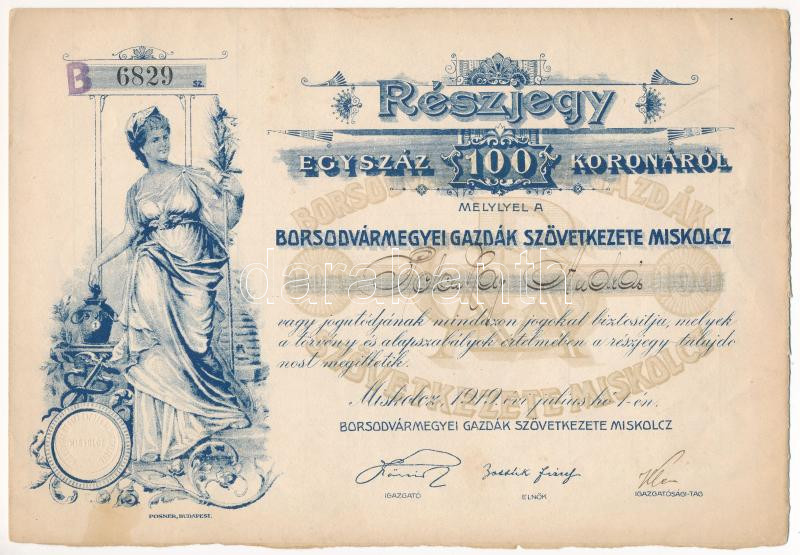 B 6829 SZ.
Részjegy
EGYSZÁZ 100 KORONÁRÓL
MELYLYEL A
BORSODVÁRMEGYEI GAZDÁK SZÖVETKEZETE MISKOLCZ
vagy jogutódjának mindazon jogokat biztosítja, melyek
a törvény és alapszabályok értelmében a részjegy tulajdo
nost megilletik.
Miskolcz, 1919. évi július hó 1-én.
BORSODVÁRMEGYEI GAZDÁK SZÖVETKEZETE MISKOLCZ
IGAZGATÓ ELNÖK IGAZGATÓSÁGI-TAG
POSNER, BUDAPEST.